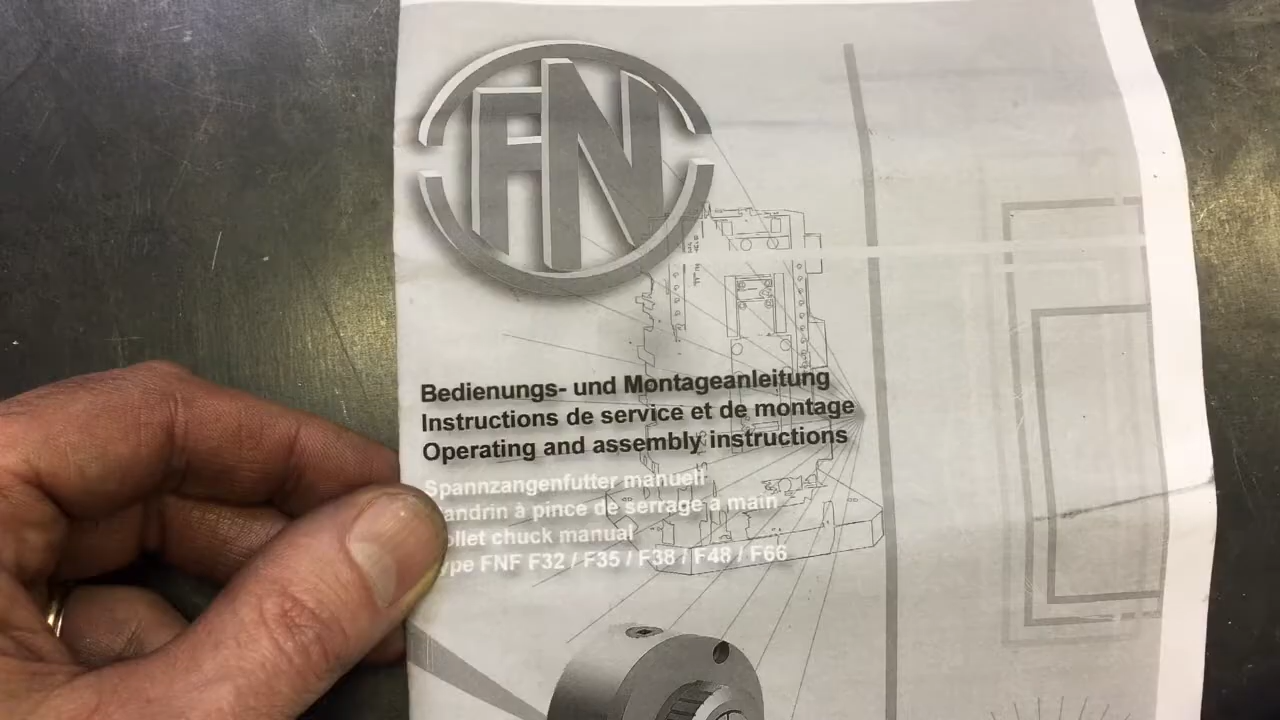 FN
Bedienungs- und Montageanleitung
Instructions de service et de montage
Operating and assembly instructions
Spannzangenfutter manuell
à pince de serrage a main
chuck manual
FNF F32 / F35 / F38 / F48 / F66